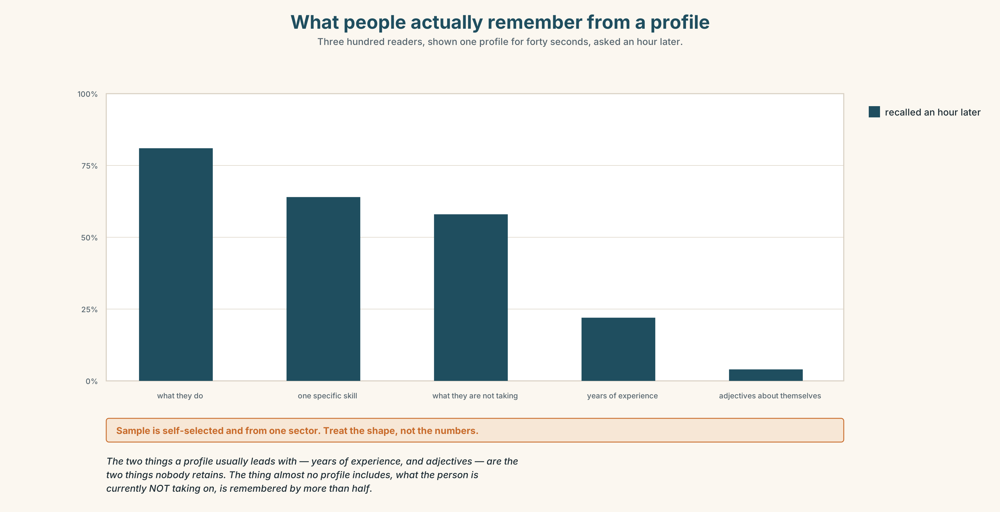 What people actually remember from a profile
Three hundred readers, shown one profile for forty seconds, asked an hour later.
100%
75%
50%
25%
0%
recalled an hour later
what they do
one specific skill
what they are not taking
years of experience
adjectives about themselves
Sample is self-selected and from one sector. Treat the shape, not the numbers.
The two things a profile usually leads with — years of experience, and adjectives — are the
two things nobody retains. The thing almost no profile includes, what the person is
currently NOT taking on, is remembered by more than half.